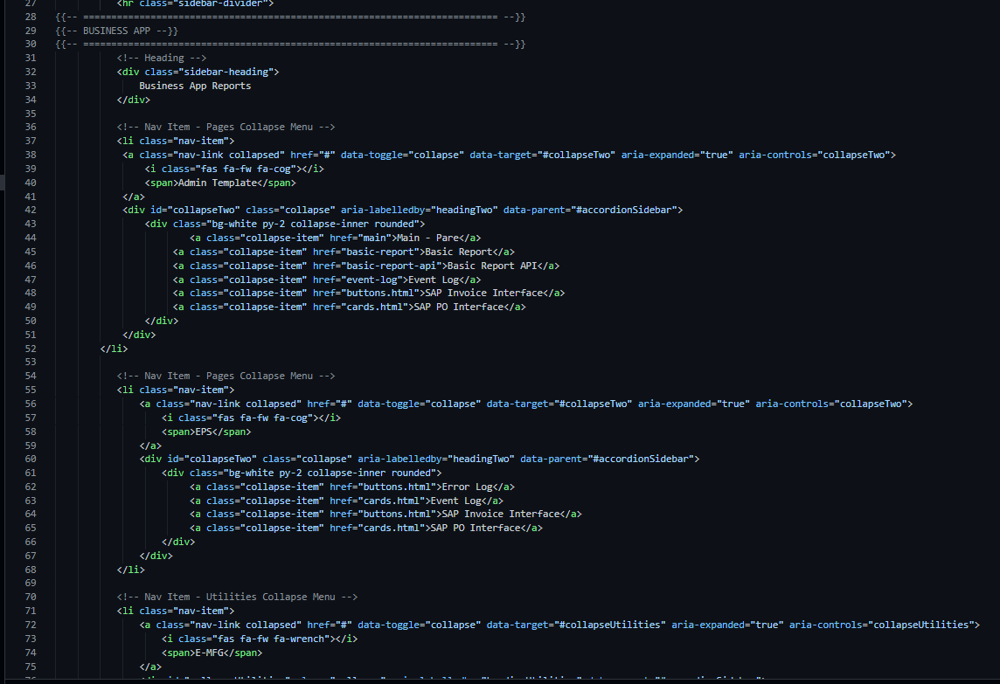 27 <hr class="sidebar-divider">
28 {{-- ========================================================================== --}}
29 {{-- BUSINESS APP --}}
30 {{-- ========================================================================== --}}
31 <!-- Heading -->
32 <div class="sidebar-heading">
33 Business App Reports
34 </div>
35
36 <!-- Nav Item - Pages Collapse Menu -->
37 <li class="nav-item">
38 <a class="nav-link collapsed" href="#" data-toggle="collapse" data-target="#collapseTwo" aria-expanded="true" aria-controls="collapseTwo">
39 <i class="fas fa-fw fa-cog"></i>
40 <span>Admin Template</span>
41 </a>
42 <div id="collapseTwo" class="collapse" aria-labelledby="headingTwo" data-parent="#accordionSidebar">
43 <div class="bg-white py-2 collapse-inner rounded">
44 <a class="collapse-item" href="main">Main - Pare</a>
45 <a class="collapse-item" href="basic-report">Basic Report</a>
46 <a class="collapse-item" href="basic-report-api">Basic Report API</a>
47 <a class="collapse-item" href="event-log">Event Log</a>
48 <a class="collapse-item" href="buttons.html">SAP Invoice Interface</a>
49 <a class="collapse-item" href="cards.html">SAP PO Interface</a>
50 </div>
51 </div>
52 </li>
53
54 <!-- Nav Item - Pages Collapse Menu -->
55 <li class="nav-item">
56 <a class="nav-link collapsed" href="#" data-toggle="collapse" data-target="#collapseTwo" aria-expanded="true" aria-controls="collapseTwo">
57 <i class="fas fa-fw fa-cog"></i>
58 <span>EPS</span>
59 </a>
60 <div id="collapseTwo" class="collapse" aria-labelledby="headingTwo" data-parent="#accordionSidebar">
61 <div class="bg-white py-2 collapse-inner rounded">
62 <a class="collapse-item" href="buttons.html">Error Log</a>
63 <a class="collapse-item" href="cards.html">Event Log</a>
64 <a class="collapse-item" href="buttons.html">SAP Invoice Interface</a>
65 <a class="collapse-item" href="cards.html">SAP PO Interface</a>
66 </div>
67 </div>
68 </li>
69
70 <!-- Nav Item - Utilities Collapse Menu -->
71 <li class="nav-item">
72 <a class="nav-link collapsed" href="#" data-toggle="collapse" data-target="#collapseUtilities" aria-expanded="true" aria-controls="collapseUtilities">
73 <i class="fas fa-fw fa-wrench"></i>
74 <span>E-MFG</span>
75 </a>